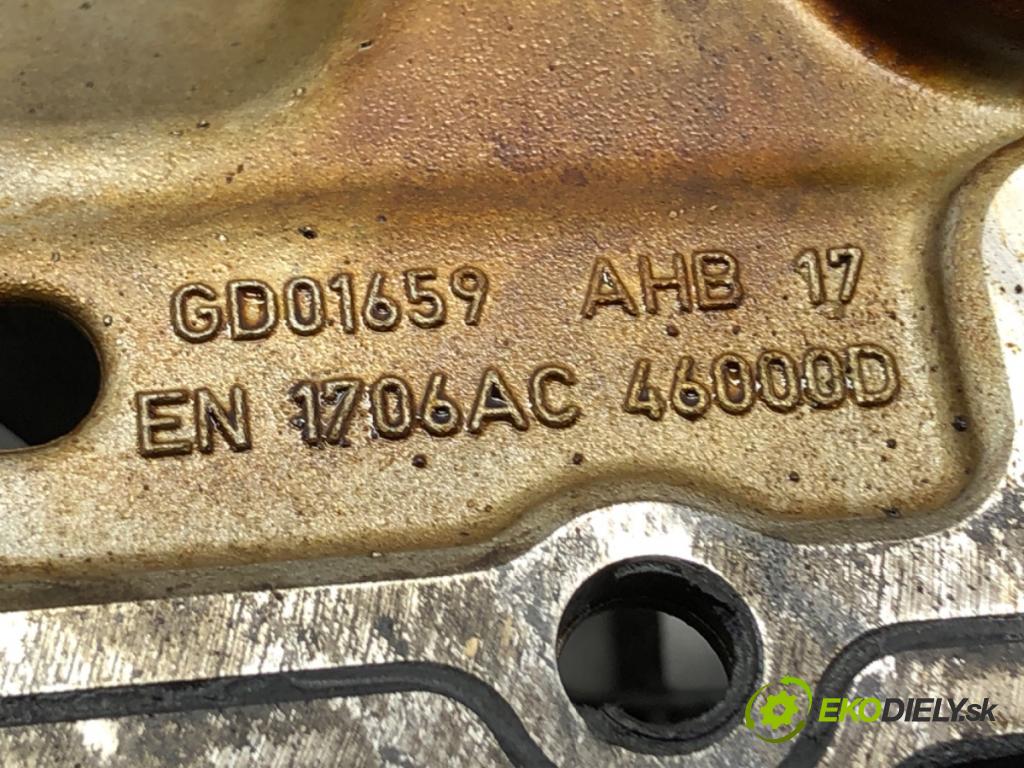 GD01659 AHB 17
EN 1706AC 46000D
EKODIELY.sk